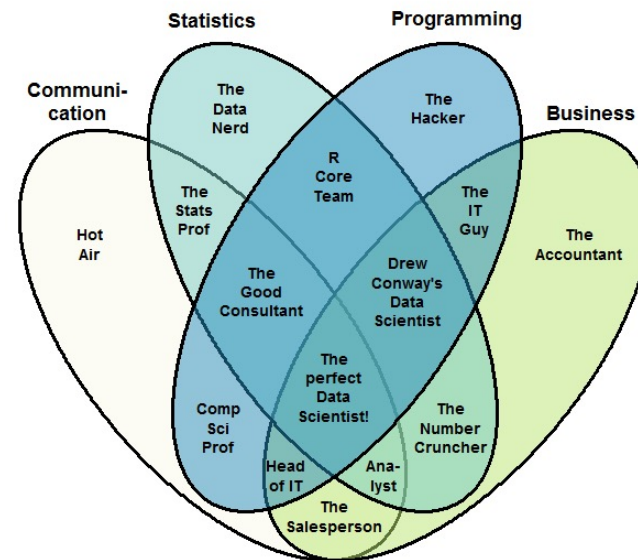 Statistics
Programming
Communi-
cation
Business
The
Data
Nerd
The
Hacker
R
Core
Team
The
Stats
Prof
The
IT
Guy
Hot
Air
The
Accountant
The
Good
Consultant
Drew
Conway's
Data
Scientist
The
perfect
Data
Scientist!
Comp
Sci
Prof
The
Number
Cruncher
Head
of IT
Ana-
lyst
The
Salesperson